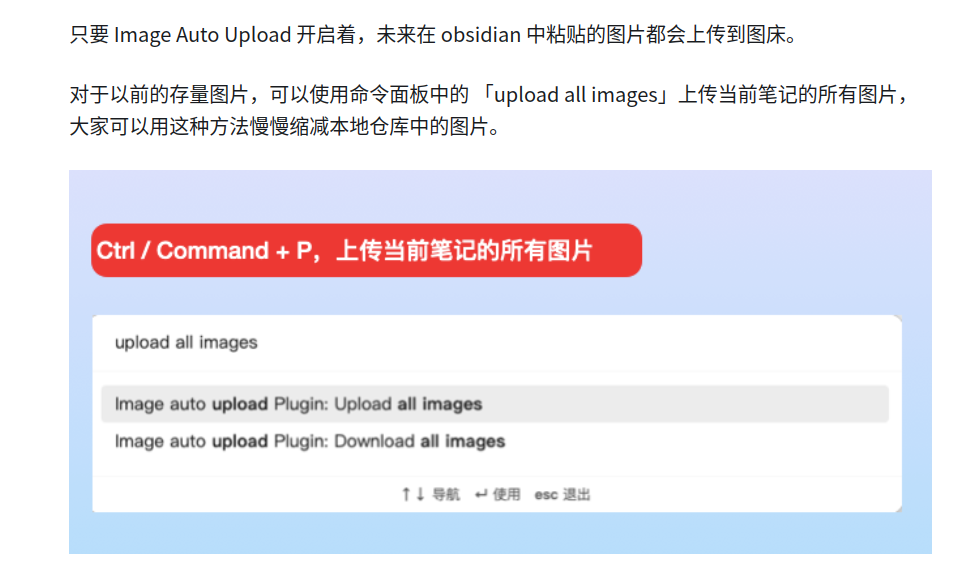 只要 Image Auto Upload 开启着，未来在 obsidian 中粘贴的图片都会上传到图床。
对于以前的存量图片，可以使用命令面板中的 「upload all images」上传当前笔记的所有图片，
大家可以用这种方法慢慢缩减本地仓库中的图片。
Ctrl / Command + P，上传当前笔记的所有图片
upload all images
Image auto upload Plugin: Upload all images
Image auto upload Plugin: Download all images
↑↓ 导航 ↵ 使用 esc 退出